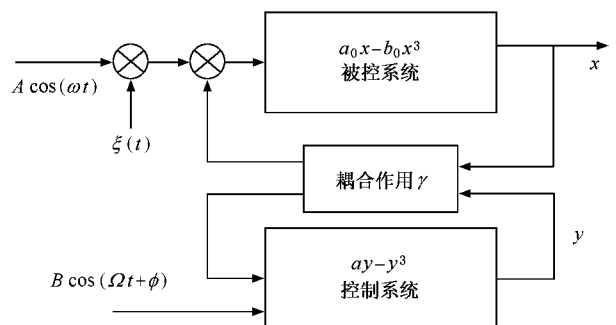 a₀x−b₀x³
被控系统
x
A cos(ωt)
ξ(t)
耦合作用γ
y
ay−y³
控制系统
B cos(Ωt+ϕ)